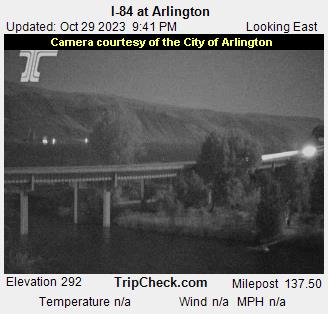 I-84 at Arlington
Updated: Oct 29 2023 9:41 PM Looking East
Camera courtesy of the City of Arlington
Elevation 292 TripCheck.com Milepost 137.50
Temperature n/a Wind n/a MPH n/a